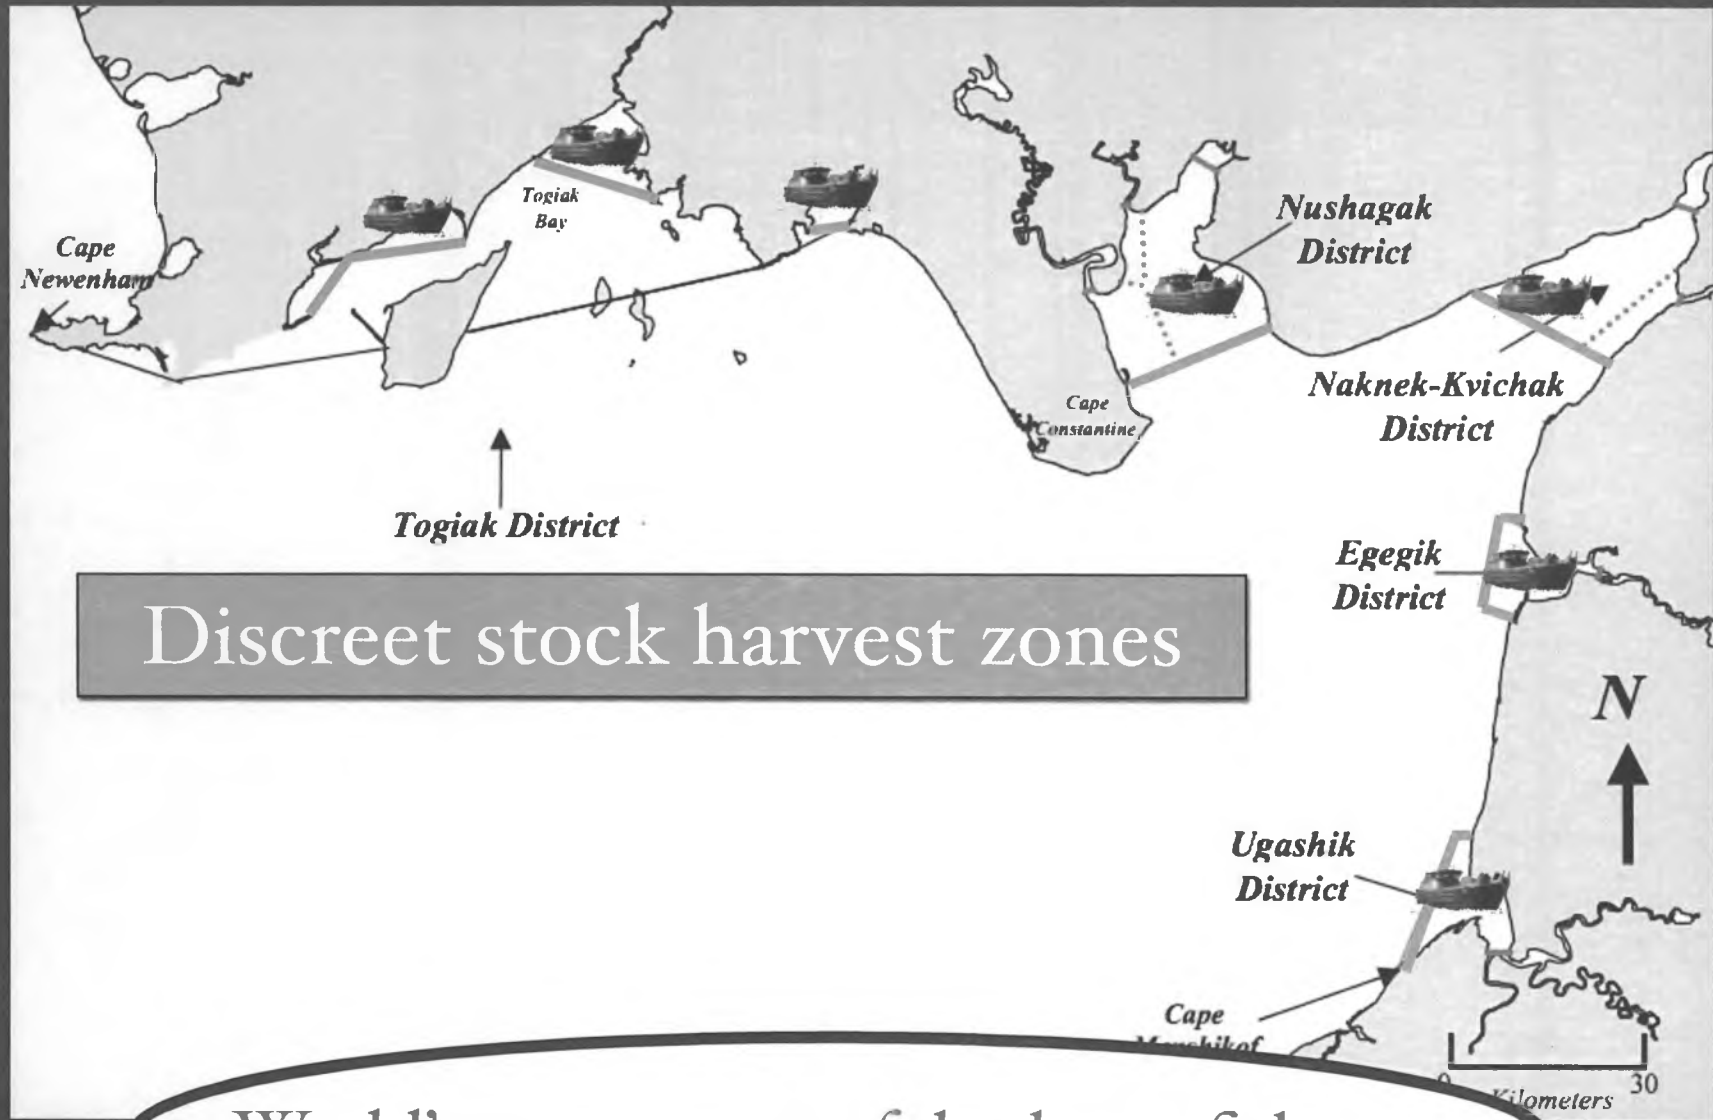 Cape
Newenham
Togiak
Bay
Nushagak
District
Naknek-Kvichak
District
Cape
Constantine
Togiak District
Egegik
District
Discreet stock harvest zones
N
Ugashik
District
Cape
0 30
Kilometers
World's